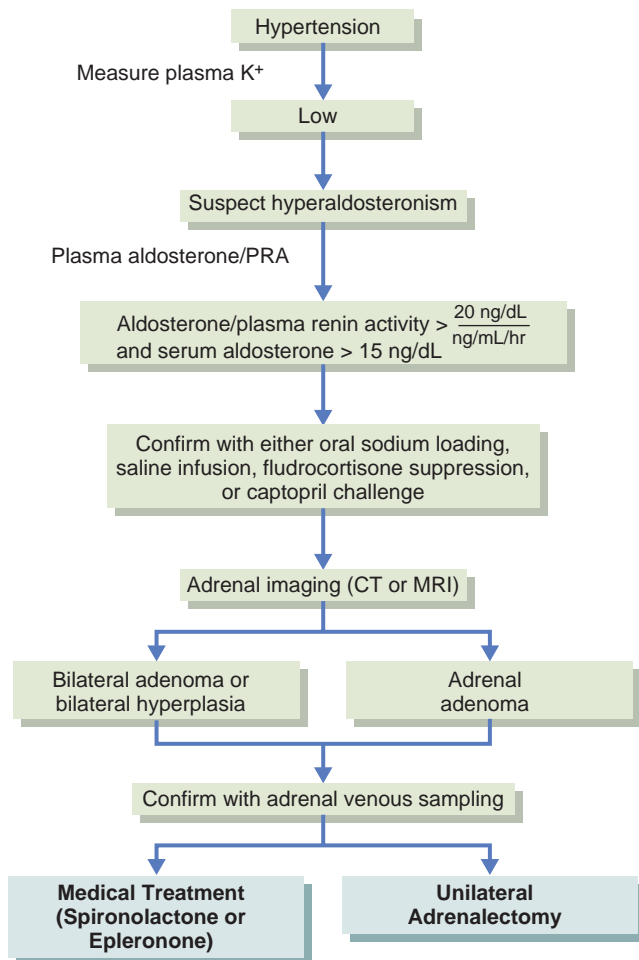 Hypertension
Measure plasma K+
Low
Suspect hyperaldosteronism
Plasma aldosterone/PRA
Aldosterone/plasma renin activity > 20 ng/dL
ng/mL/hr
and serum aldosterone > 15 ng/dL
Confirm with either oral sodium loading,
saline infusion, fludrocortisone suppression,
or captopril challenge
Adrenal imaging (CT or MRI)
Bilateral adenoma or
bilateral hyperplasia
Adrenal
adenoma
Confirm with adrenal venous sampling
Medical Treatment
(Spironolactone or
Epleronone)
Unilateral
Adrenalectomy